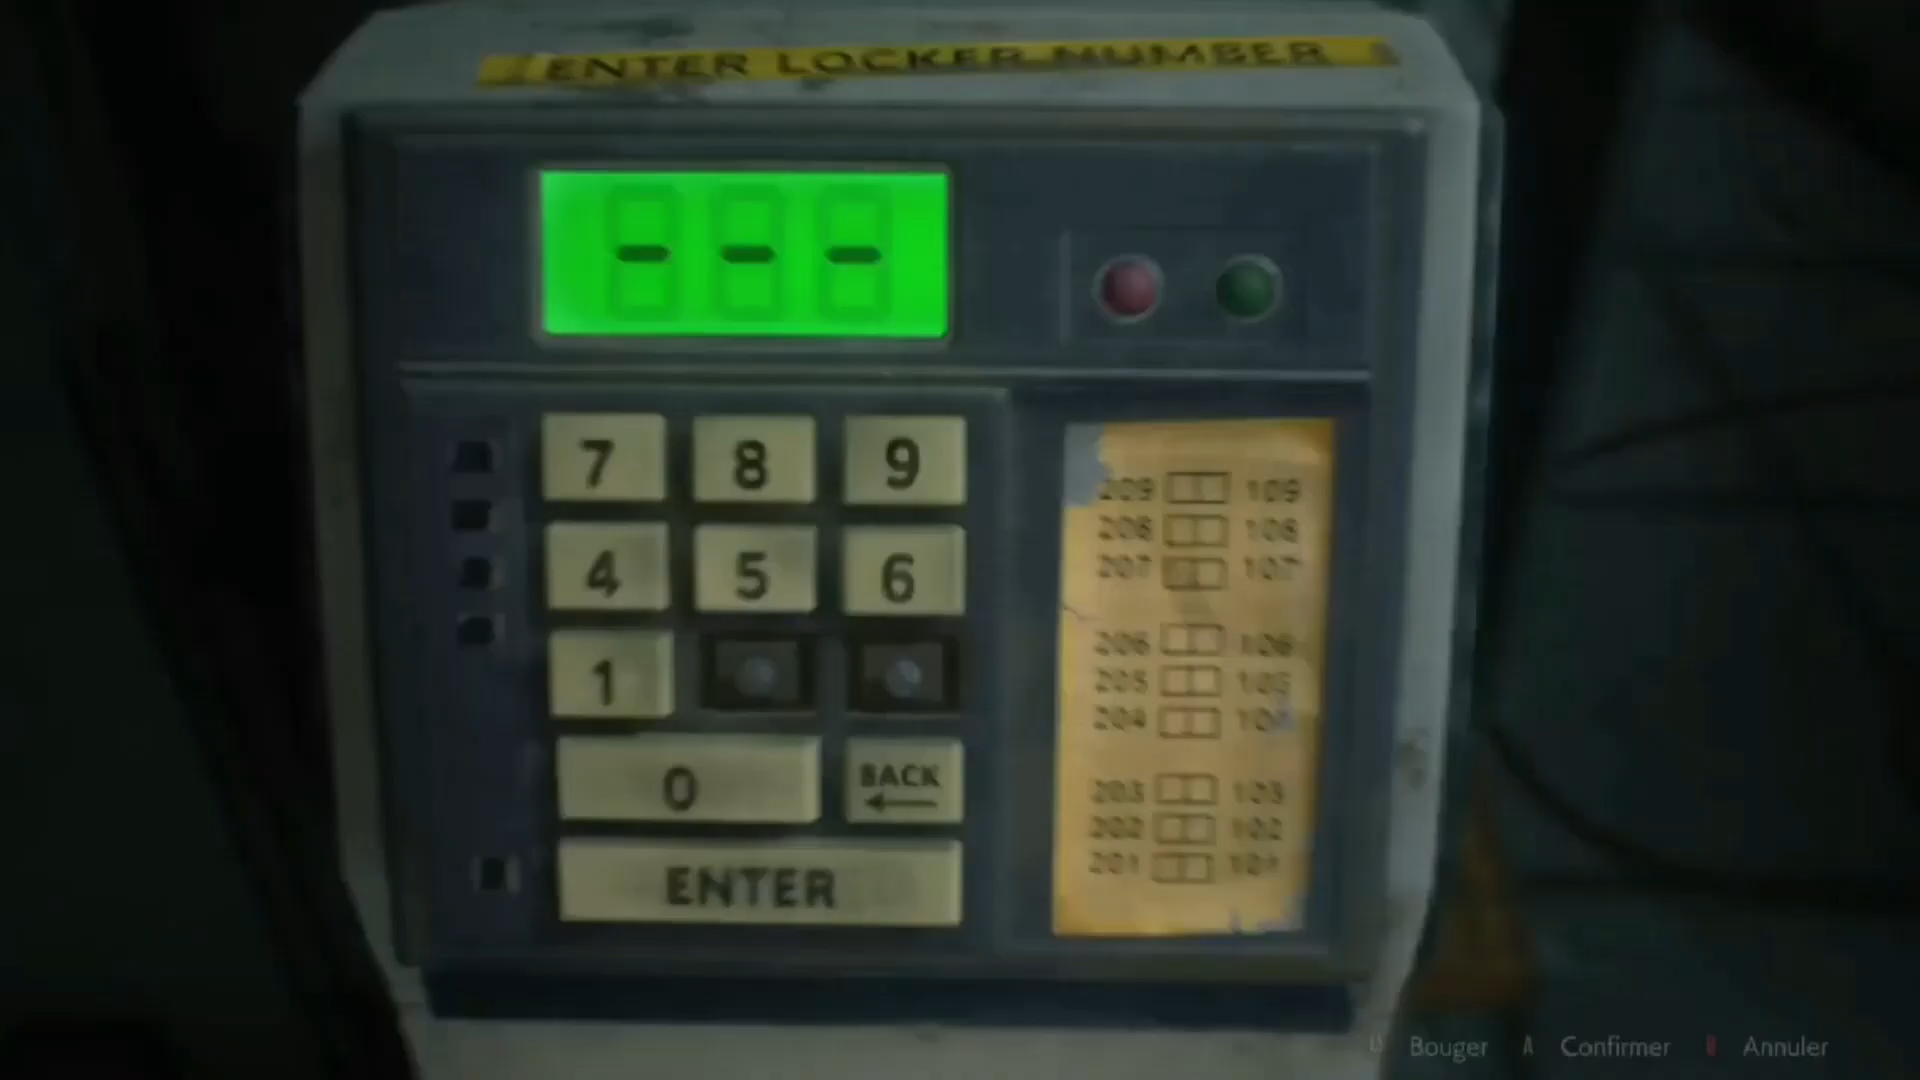 ENTER LOCKER NUMBER
- - -
7 8 9
4 5 6
1
0 BACK
ENTER
209 109
208 108
207 107
206 106
205 105
204
203 103
202 102
201 101
Bouger A Confirmer Annuler